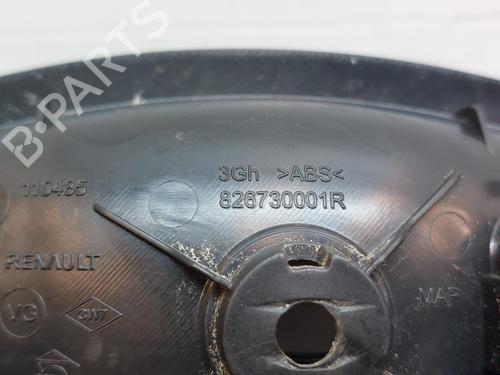 B-PARTS
3Gh >ABS<
826730001R
110465
RENAULT
VG
MAP